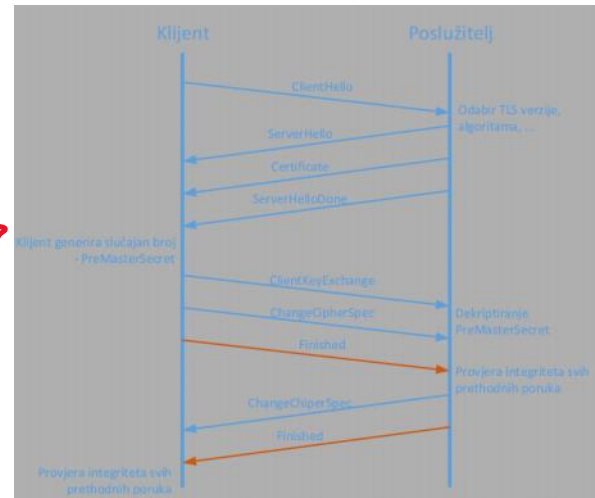 Klijent
Poslužitelj
ClientHello
Odabir TLS verzije,
algoritama, ...
ServerHello
Certificate
ServerHelloDone
?
Klijent generira slučajan broj
- PreMasterSecret
ClientKeyExchange
ChangeCipherSpec
Dekriptiranje
PreMasterSecret
Finished
Provjera integriteta svih
prethodnih poruka
ChangeChiperSpec
Finished
Provjera integriteta svih
prethodnih poruka